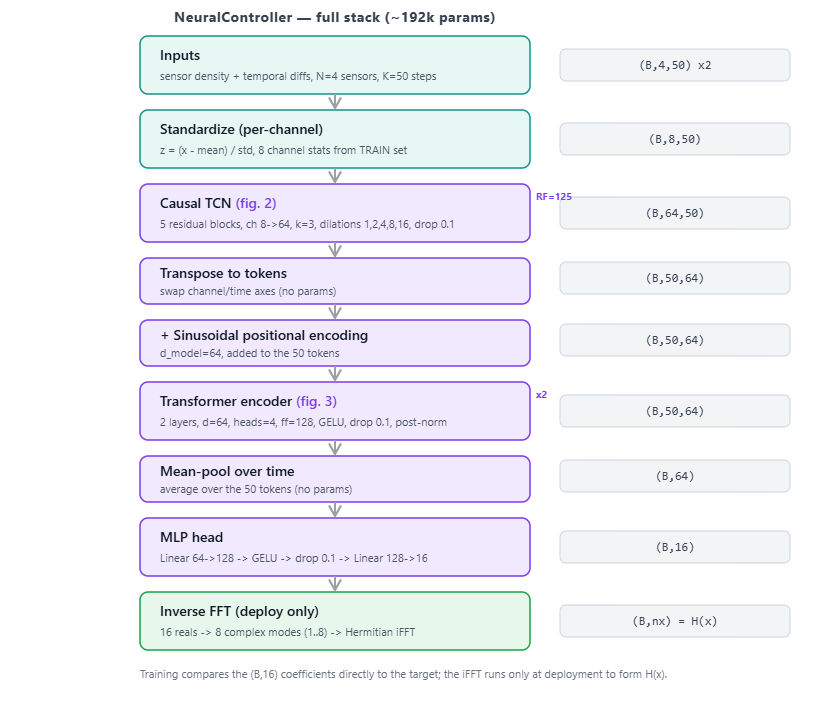 NeuralController — full stack (~192k params)
Inputs
sensor density + temporal diffs, N=4 sensors, K=50 steps
(B,4,50) x2
Standardize (per-channel)
z = (x - mean) / std, 8 channel stats from TRAIN set
(B,8,50)
Causal TCN (fig. 2)
5 residual blocks, ch 8->64, k=3, dilations 1,2,4,8,16, drop 0.1
RF=125
(B,64,50)
Transpose to tokens
swap channel/time axes (no params)
(B,50,64)
+ Sinusoidal positional encoding
d_model=64, added to the 50 tokens
(B,50,64)
Transformer encoder (fig. 3)
2 layers, d=64, heads=4, ff=128, GELU, drop 0.1, post-norm
x2
(B,50,64)
Mean-pool over time
average over the 50 tokens (no params)
(B,64)
MLP head
Linear 64->128 -> GELU -> drop 0.1 -> Linear 128->16
(B,16)
Inverse FFT (deploy only)
16 reals -> 8 complex modes (1..8) -> Hermitian iFFT
(B,nx) = H(x)
Training compares the (B,16) coefficients directly to the target; the iFFT runs only at deployment to form H(x).